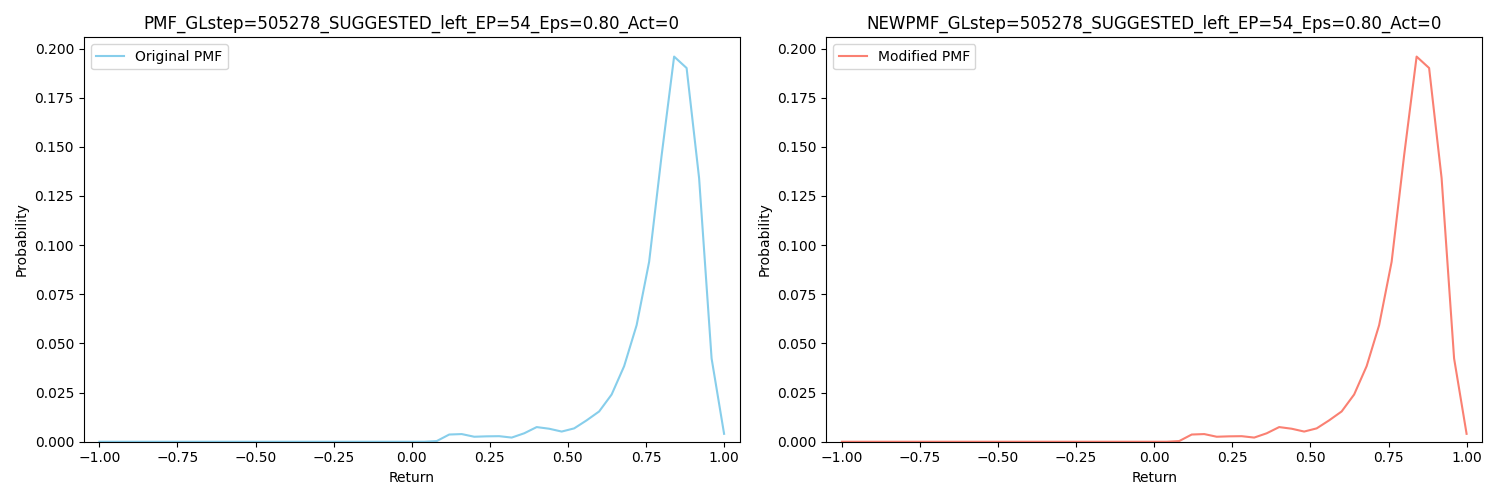 PMF_GLstep=505278_SUGGESTED_left_EP=54_Eps=0.80_Act=0
Original PMF
Probability
0.200
0.175
0.150
0.125
0.100
0.075
0.050
0.025
0.000
−1.00 −0.75 −0.50 −0.25 0.00 0.25 0.50 0.75 1.00
Return
NEWPMF_GLstep=505278_SUGGESTED_left_EP=54_Eps=0.80_Act=0
Modified PMF
Probability
0.200
0.175
0.150
0.125
0.100
0.075
0.050
0.025
0.000
−1.00 −0.75 −0.50 −0.25 0.00 0.25 0.50 0.75 1.00
Return